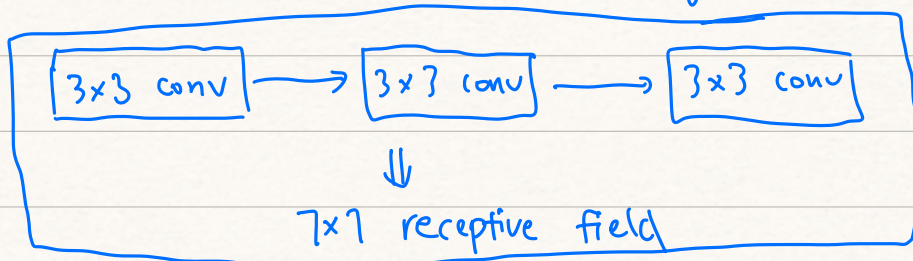 3x3 conv → 3x3 conv → 3x3 conv
⇓
7x7 receptive field